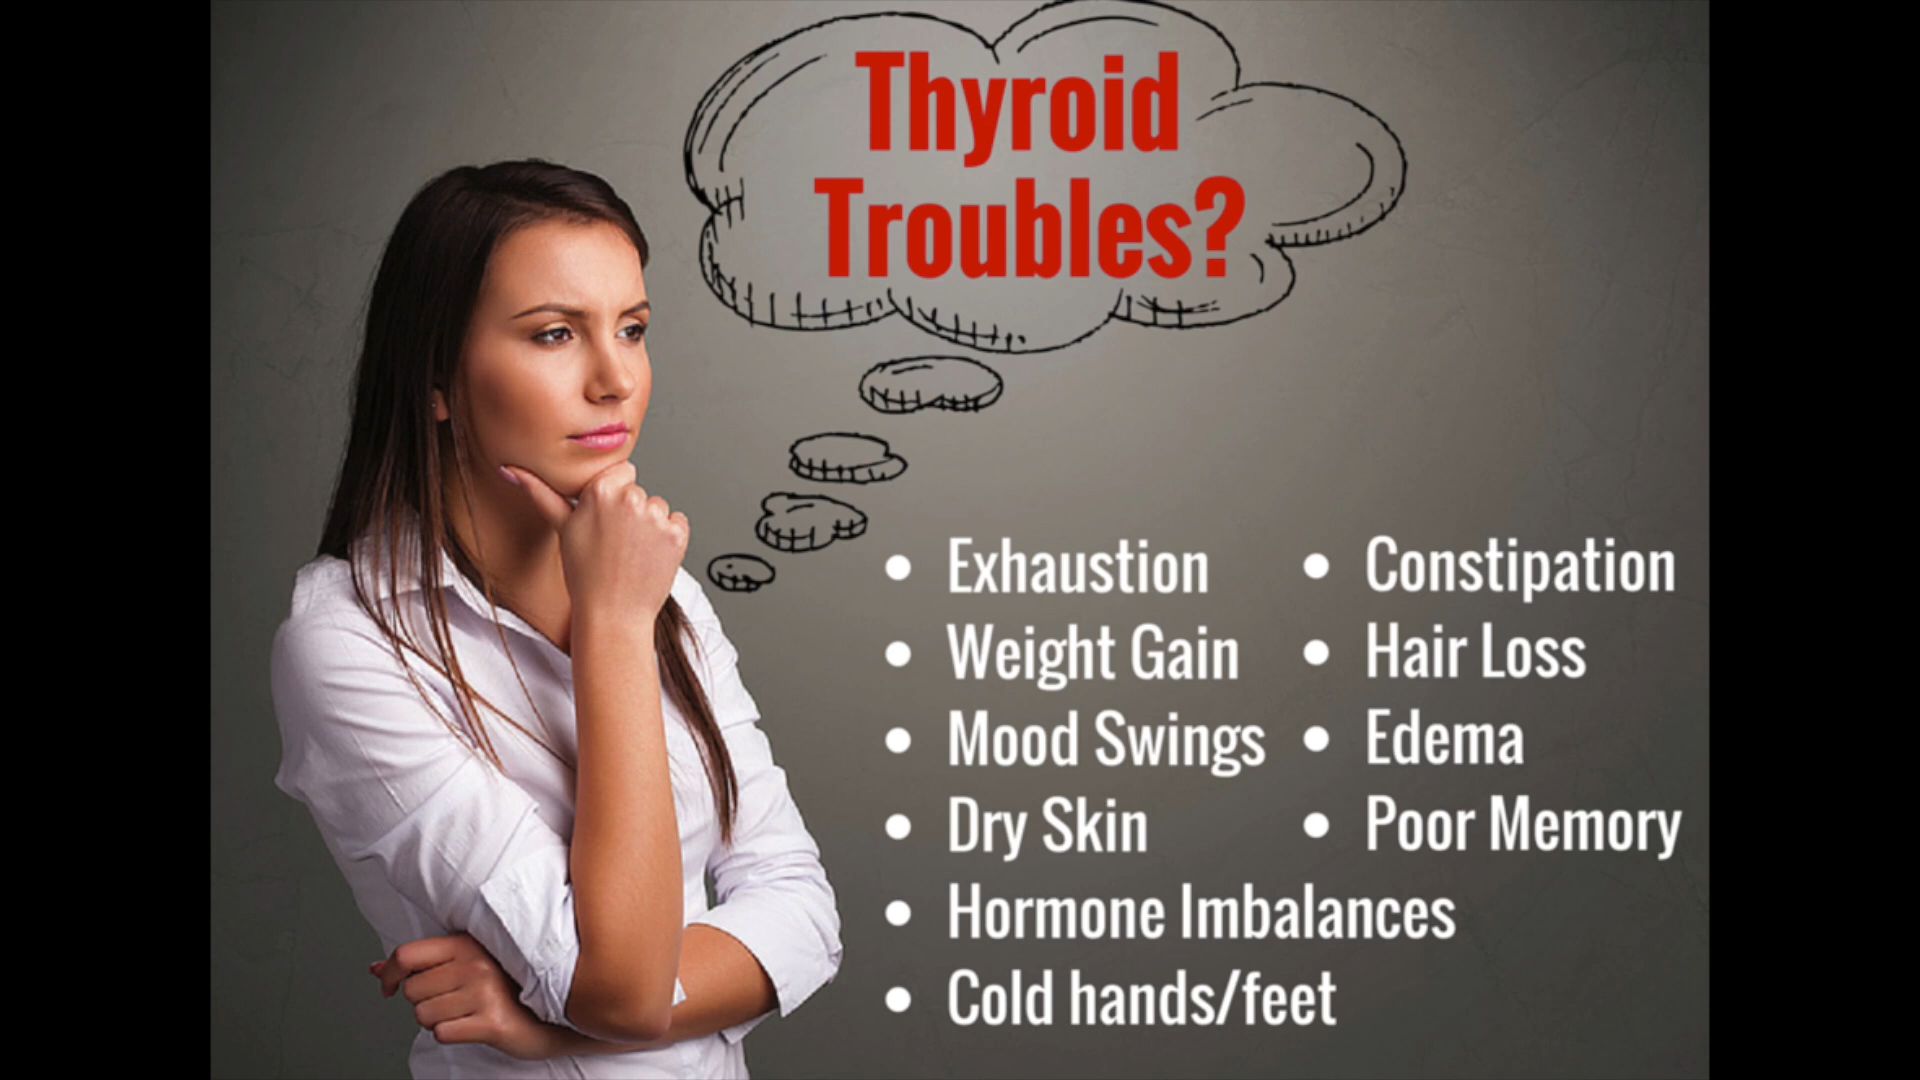 Thyroid
Troubles?
• Exhaustion
• Weight Gain
• Mood Swings
• Dry Skin
• Hormone Imbalances
• Cold hands/feet
• Constipation
• Hair Loss
• Edema
• Poor Memory